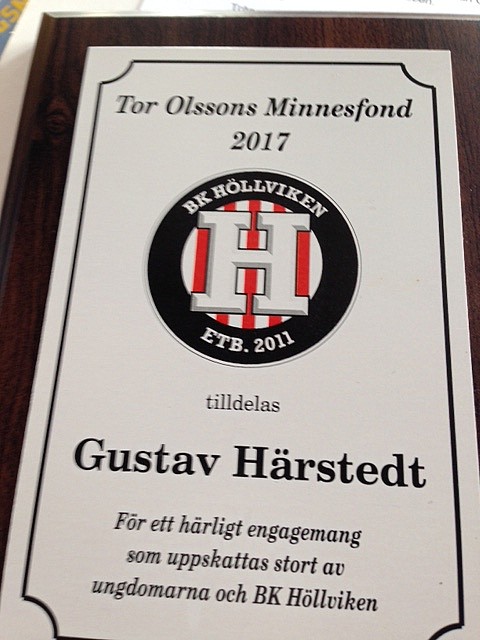 Tor Olssons Minnesfond
2017
BK HÖLLVIKEN
H
ETB. 2011
tilldelas
Gustav Härstedt
För ett härligt engagemang
som uppskattas stort av
ungdomarna och BK Höllviken